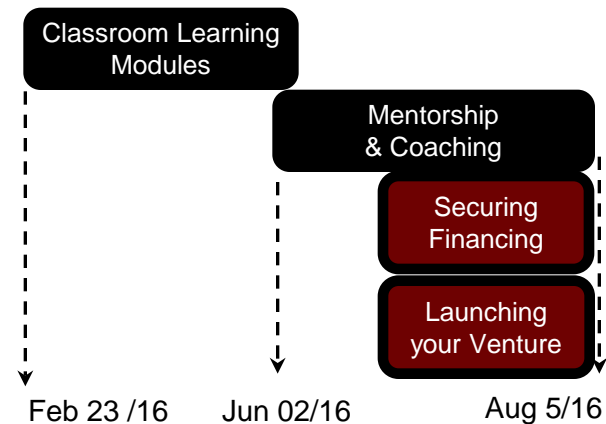 Classroom Learning
Modules
Mentorship
& Coaching
Securing
Financing
Launching
your Venture
Feb 23 /16
Jun 02/16
Aug 5/16